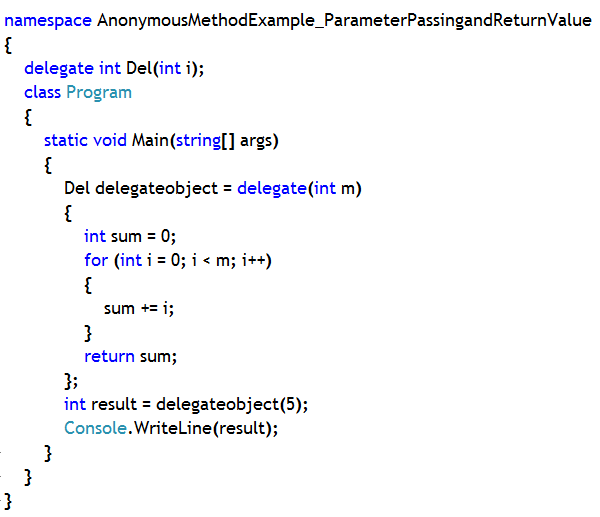 namespace AnonymousMethodExample_ParameterPassingandReturnValue
{
delegate int Del(int i);
class Program
{
static void Main(string[] args)
{
Del delegateobject = delegate(int m)
{
int sum = 0;
for (int i = 0; i < m; i++)
{
sum += i;
}
return sum;
};
int result = delegateobject(5);
Console.WriteLine(result);
}
}
}